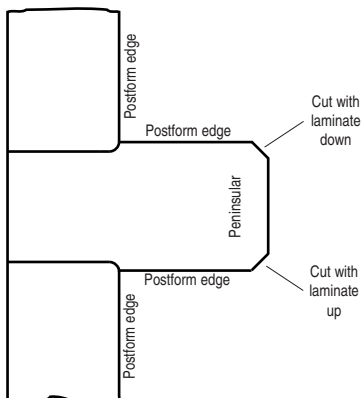 Postform edge
Cut with
laminate
down
Postform edge
Peninsular
Postform edge
Cut with
laminate
up
Postform edge